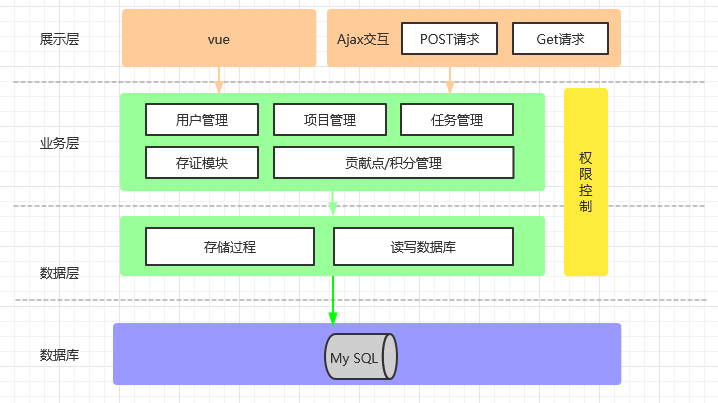 展示层
vue
Ajax交互
POST请求
Get请求
业务层
用户管理
项目管理
任务管理
存证模块
贡献点/积分管理
权限控制
数据层
存储过程
读写数据库
数据库
My SQL